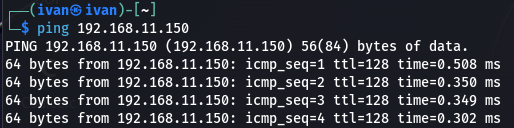 ┌──(ivan㉿ivan)-[~]
└─$ ping 192.168.11.150
PING 192.168.11.150 (192.168.11.150) 56(84) bytes of data.
64 bytes from 192.168.11.150: icmp_seq=1 ttl=128 time=0.508 ms
64 bytes from 192.168.11.150: icmp_seq=2 ttl=128 time=0.350 ms
64 bytes from 192.168.11.150: icmp_seq=3 ttl=128 time=0.349 ms
64 bytes from 192.168.11.150: icmp_seq=4 ttl=128 time=0.302 ms